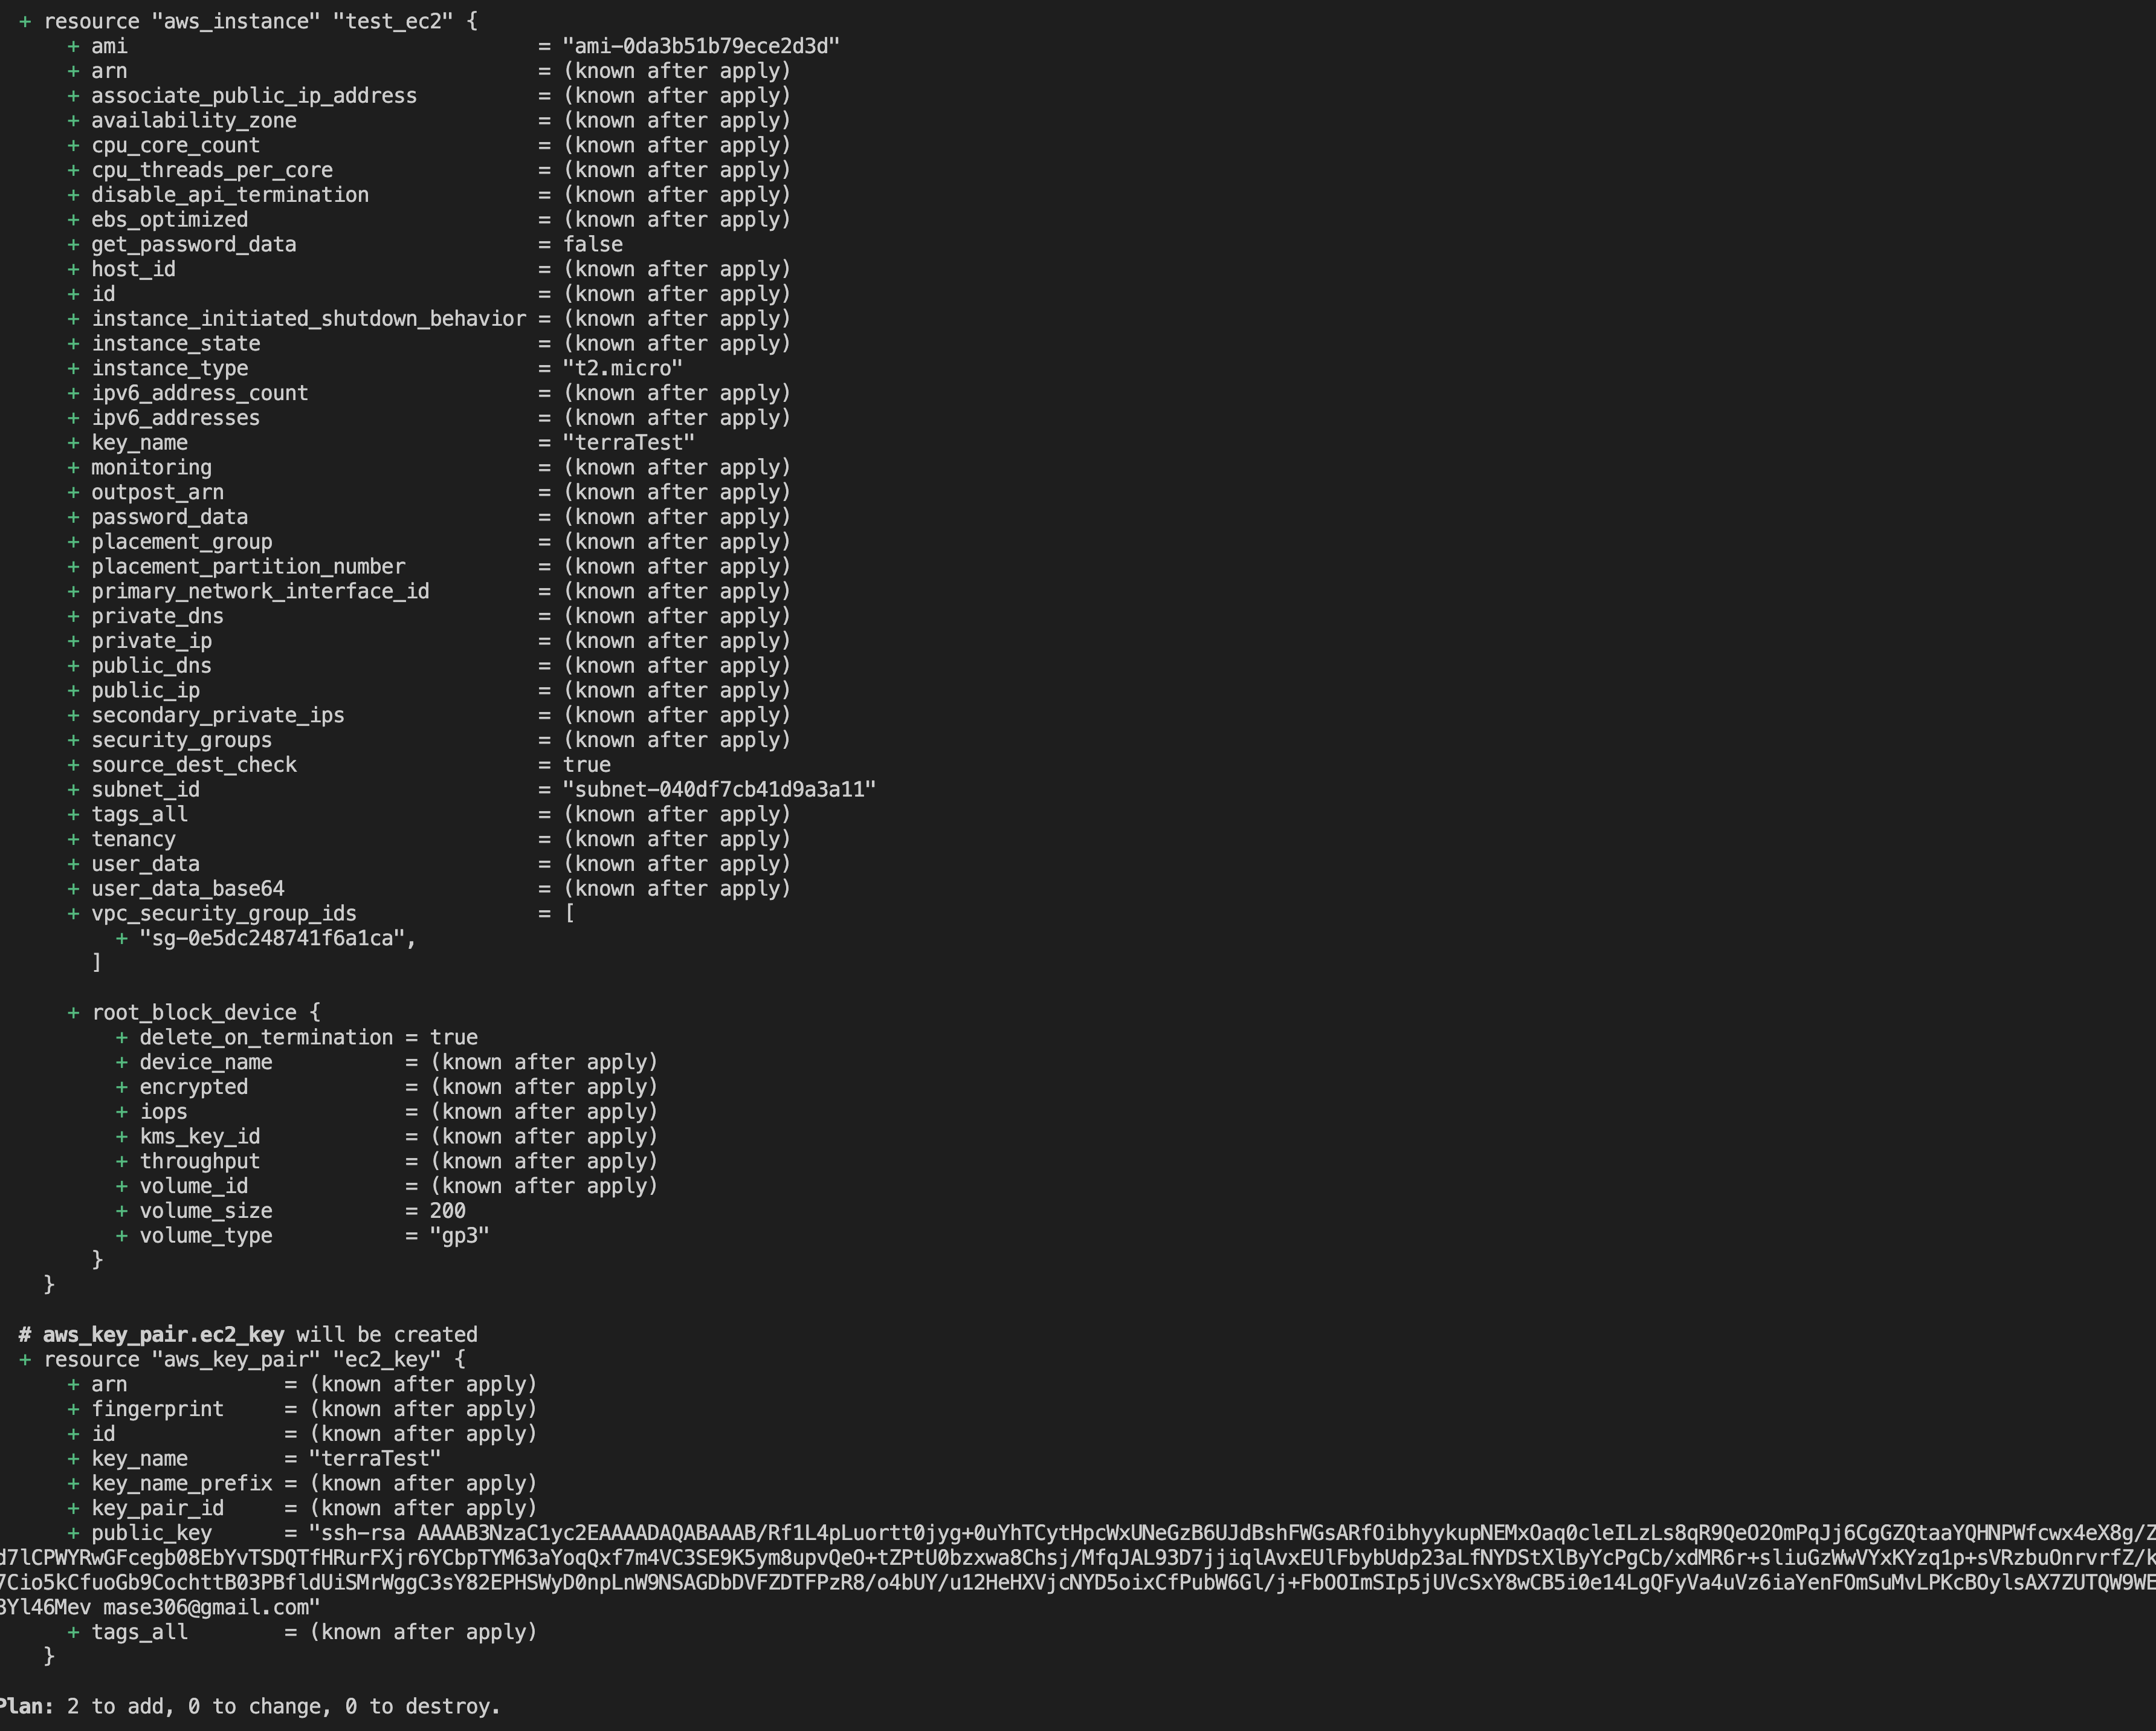 + resource "aws_instance" "test_ec2" {
+ ami = "ami-0da3b51b79ece2d3d"
+ arn = (known after apply)
+ associate_public_ip_address = (known after apply)
+ availability_zone = (known after apply)
+ cpu_core_count = (known after apply)
+ cpu_threads_per_core = (known after apply)
+ disable_api_termination = (known after apply)
+ ebs_optimized = (known after apply)
+ get_password_data = false
+ host_id = (known after apply)
+ id = (known after apply)
+ instance_initiated_shutdown_behavior = (known after apply)
+ instance_state = (known after apply)
+ instance_type = "t2.micro"
+ ipv6_address_count = (known after apply)
+ ipv6_addresses = (known after apply)
+ key_name = "terraTest"
+ monitoring = (known after apply)
+ outpost_arn = (known after apply)
+ password_data = (known after apply)
+ placement_group = (known after apply)
+ placement_partition_number = (known after apply)
+ primary_network_interface_id = (known after apply)
+ private_dns = (known after apply)
+ private_ip = (known after apply)
+ public_dns = (known after apply)
+ public_ip = (known after apply)
+ secondary_private_ips = (known after apply)
+ security_groups = (known after apply)
+ source_dest_check = true
+ subnet_id = "subnet-040df7cb41d9a3a11"
+ tags_all = (known after apply)
+ tenancy = (known after apply)
+ user_data = (known after apply)
+ user_data_base64 = (known after apply)
+ vpc_security_group_ids = [
+ "sg-0e5dc248741f6a1ca",
]
+ root_block_device {
+ delete_on_termination = true
+ device_name = (known after apply)
+ encrypted = (known after apply)
+ iops = (known after apply)
+ kms_key_id = (known after apply)
+ throughput = (known after apply)
+ volume_id = (known after apply)
+ volume_size = 200
+ volume_type = "gp3"
}
}
# aws_key_pair.ec2_key will be created
+ resource "aws_key_pair" "ec2_key" {
+ arn = (known after apply)
+ fingerprint = (known after apply)
+ id = (known after apply)
+ key_name = "terraTest"
+ key_name_prefix = (known after apply)
+ key_pair_id = (known after apply)
+ public_key = "ssh-rsa AAAAB3NzaC1yc2EAAAADAQABAAAB/Rf1L4pLuortt0jyg+0uYhTCytHpcWxUNeGzB6UJdBshFWGsARfOibhyykupNEMxOaq0cleILzLs8qR9QeO2OmPqJj6CgGZQtaaYQHNPWfcwx4eX8g/Z
d7lCPWYRwGFcegb08EbYvTSDQTfHRurFXjr6YCbpTYM63aYoqQxf7m4VC3SE9K5ym8upvQeO+tZPtU0bzxwa8Chsj/MfqJAL93D7jjiqlAvxEUlFbybUdp23aLfNYDStXlByYcPgCb/xdMR6r+sliuGzWwVYxKYzq1p+sVRzbuOnrvrfZ/k
7Cio5kCfuoGb9CochttB03PBfldUiSMrWggC3sY82EPHSWyD0npLnW9NSAGDbDVFZDTFPzR8/o4bUY/u12HeHXVjcNYD5oixCfPubW6Gl/j+FbOOImSIp5jUVcSxY8wCB5i0e14LgQFyVa4uVz6iaYenFOmSuMvLPKcBOylsAX7ZUTQW9WE
3Yl46Mev mase306@gmail.com"
+ tags_all = (known after apply)
}
Plan: 2 to add, 0 to change, 0 to destroy.